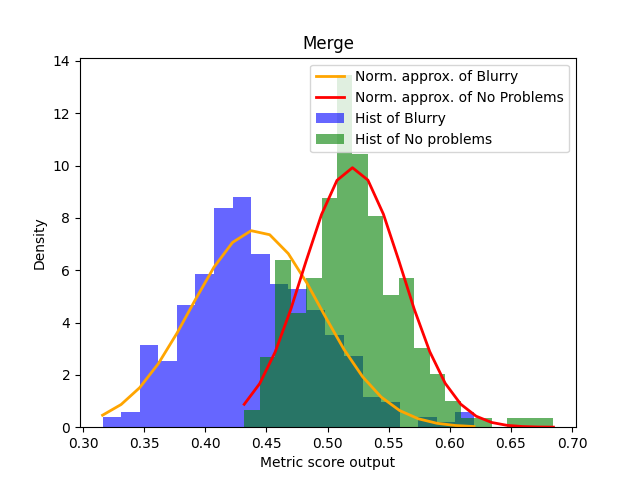 Merge
Norm. approx. of Blurry
Norm. approx. of No Problems
Hist of Blurry
Hist of No problems
Density
14
12
10
8
6
4
2
0
0.30 0.35 0.40 0.45 0.50 0.55 0.60 0.65 0.70
Metric score output